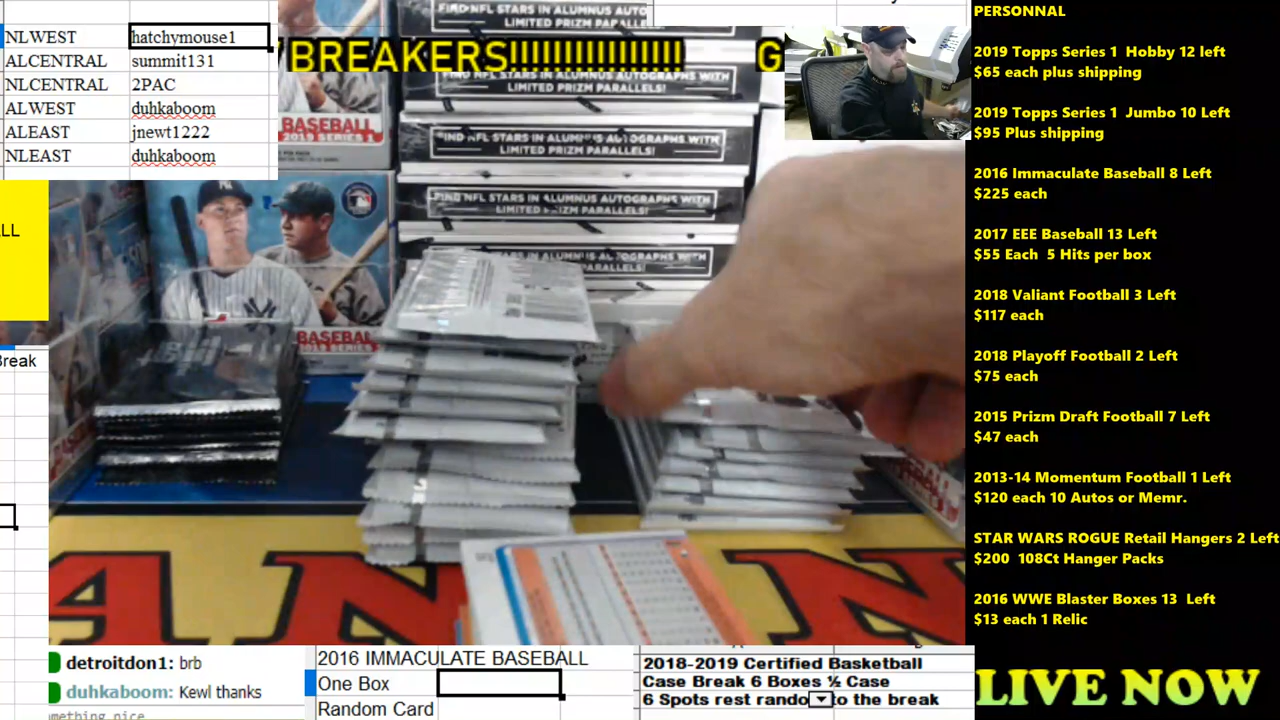 NLWEST hatchymouse1
ALCENTRAL summit131
NLCENTRAL 2PAC
ALWEST duhkaboom
ALEAST jnewt1222
NLEAST duhkaboom
BREAKERS!!!!!!!!!!!!!!!!! G
LIMITED PRIZM PARALLELS!
FIND NFL STARS IN ALUMNUS AUTOGRAPHS WITH
LIMITED PRIZM PARALLELS!
BASEBALL
2019 SERIES 1
BASEBALL
PERSONNAL
2019 Topps Series 1 Hobby 12 left
$65 each plus shipping
2019 Topps Series 1 Jumbo 10 Left
$95 Plus shipping
2016 Immaculate Baseball 8 Left
$225 each
2017 EEE Baseball 13 Left
$55 Each 5 Hits per box
2018 Valiant Football 3 Left
$117 each
2018 Playoff Football 2 Left
$75 each
2015 Prizm Draft Football 7 Left
$47 each
2013-14 Momentum Football 1 Left
$120 each 10 Autos or Memr.
STAR WARS ROGUE Retail Hangers 2 Left
$200 108Ct Hanger Packs
2016 WWE Blaster Boxes 13 Left
$13 each 1 Relic
LIVE NOW
detroitdon1: brb
duhkaboom: Kewl thanks
2016 IMMACULATE BASEBALL
One Box
Random Card
2018-2019 Certified Basketball
Case Break 6 Boxes ½ Case
6 Spots rest rando to the break